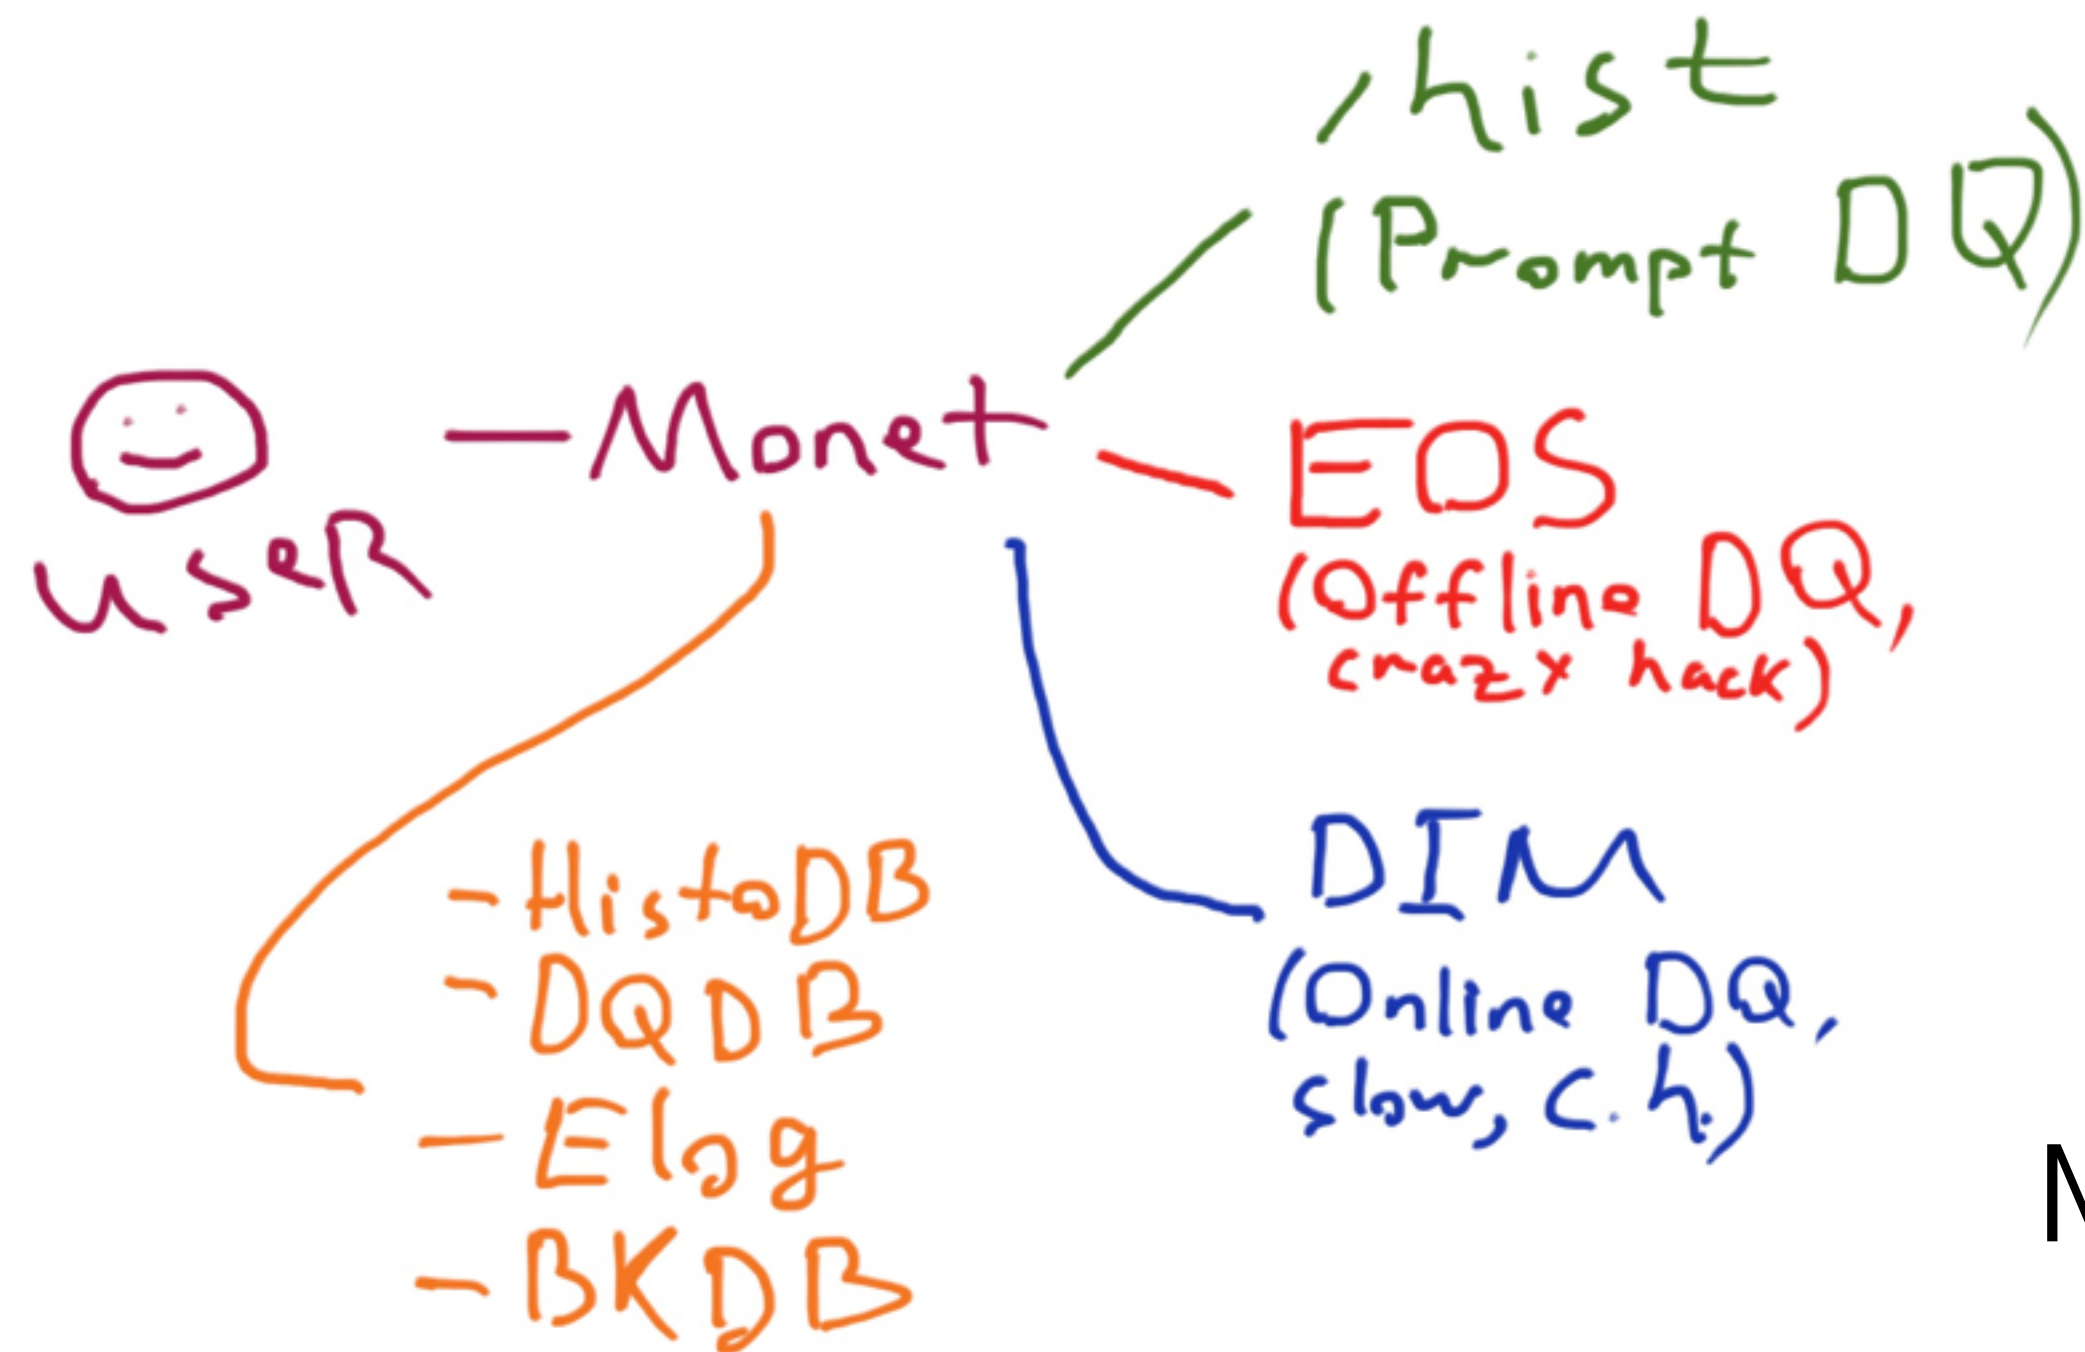 /hist
(Prompt DQ)
user
— Monet
EOS
(Offline DQ,
crazy hack)
DIM
(Online DQ,
slow, c.h.)
- HistoDB
- DQDB
- Elog
- BKDB
M